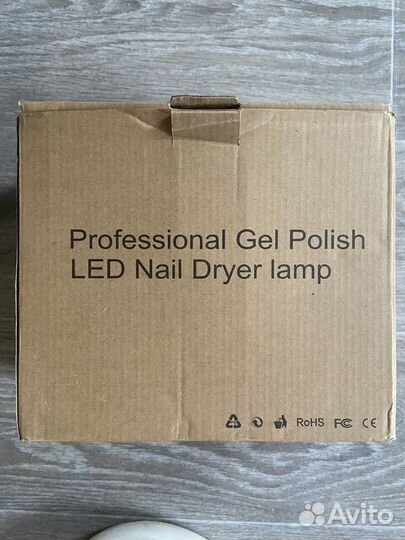 Professional Gel Polish
LED Nail Dryer lamp
RoHS FC CE
Avito